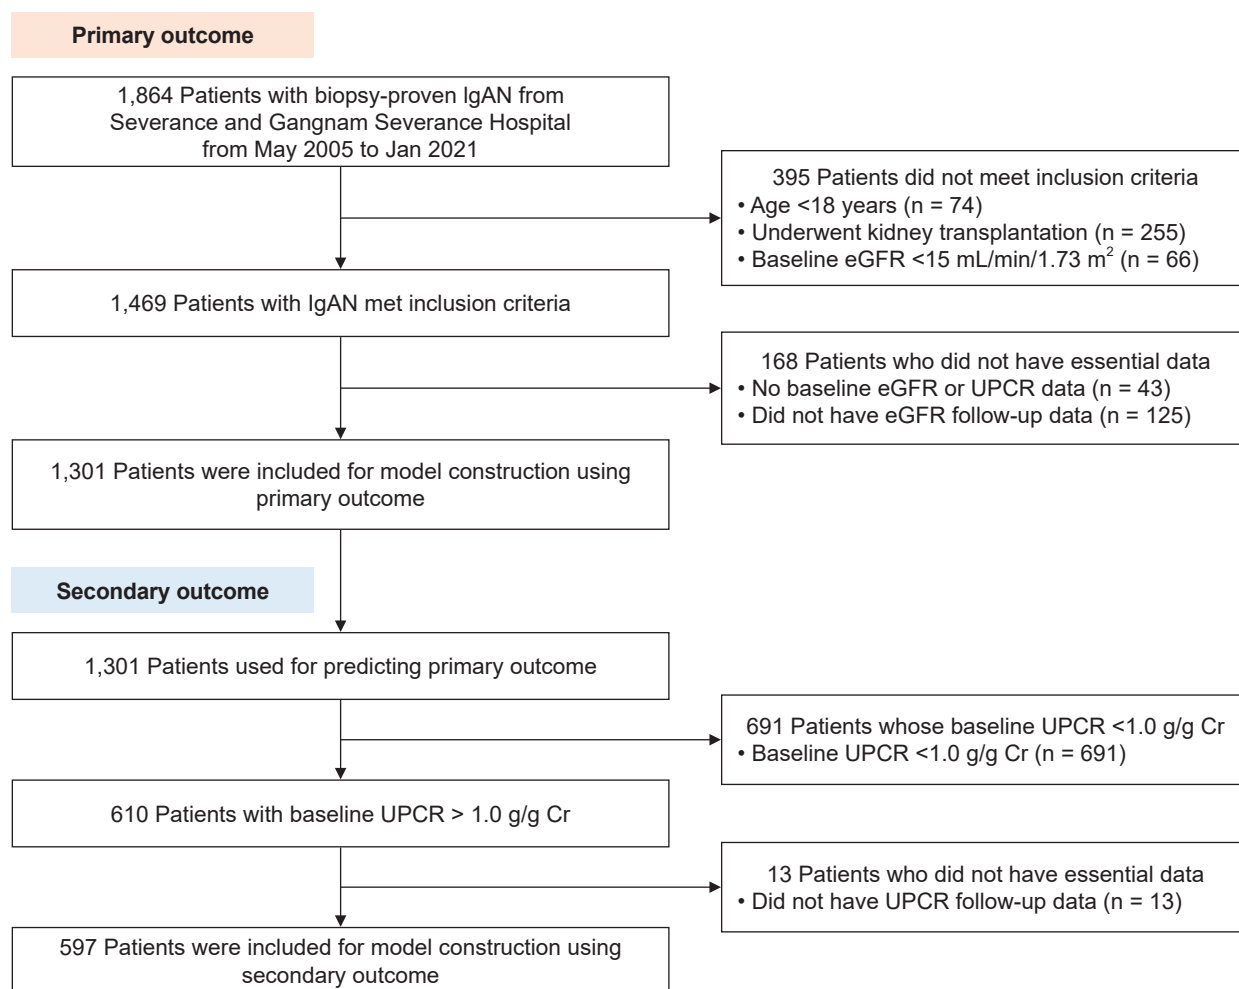 Primary outcome
1,864 Patients with biopsy-proven IgAN from
Severance and Gangnam Severance Hospital
from May 2005 to Jan 2021
395 Patients did not meet inclusion criteria
• Age <18 years (n = 74)
• Underwent kidney transplantation (n = 255)
• Baseline eGFR <15 mL/min/1.73 m² (n = 66)
1,469 Patients with IgAN met inclusion criteria
168 Patients who did not have essential data
• No baseline eGFR or UPCR data (n = 43)
• Did not have eGFR follow-up data (n = 125)
1,301 Patients were included for model construction using
primary outcome
Secondary outcome
1,301 Patients used for predicting primary outcome
691 Patients whose baseline UPCR <1.0 g/g Cr
• Baseline UPCR <1.0 g/g Cr (n = 691)
610 Patients with baseline UPCR > 1.0 g/g Cr
13 Patients who did not have essential data
• Did not have UPCR follow-up data (n = 13)
597 Patients were included for model construction using
secondary outcome